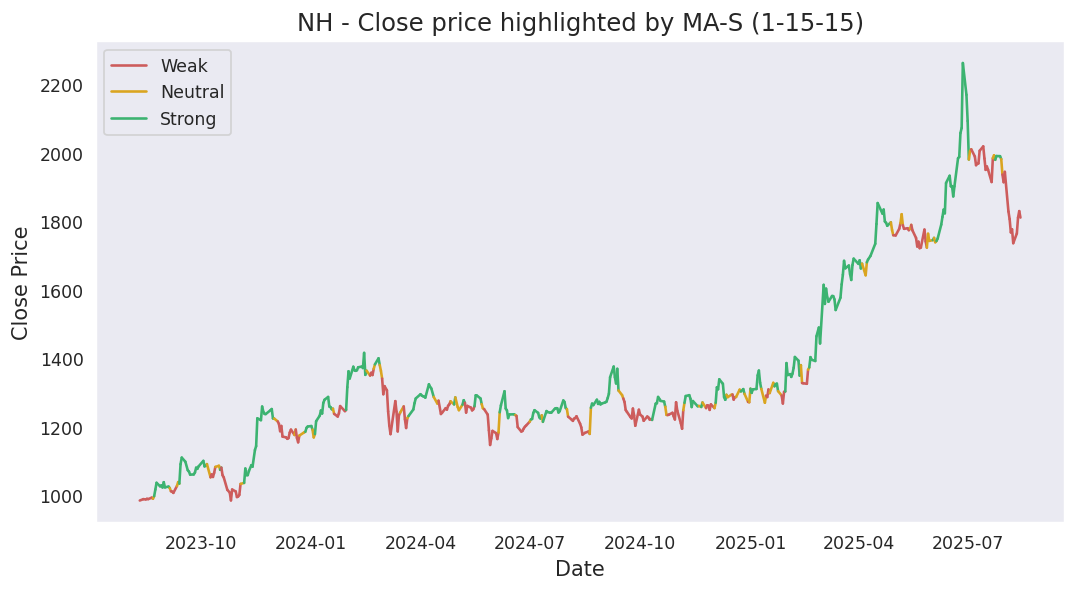 NH - Close price highlighted by MA-S (1-15-15)
Weak
Neutral
Strong
2200
2000
1800
1600
1400
1200
1000
Close Price
2023-10 2024-01 2024-04 2024-07 2024-10 2025-01 2025-04 2025-07
Date